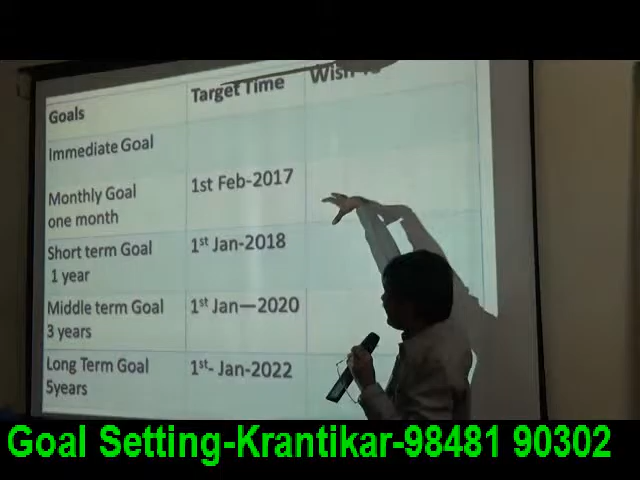 Goals Target Time Wish
Immediate Goal
Monthly Goal 1st Feb-2017
one month
Short term Goal 1st Jan-2018
1 year
Middle term Goal 1st Jan—2020
3 years
Long Term Goal 1st- Jan-2022
5years
Goal Setting-Krantikar-98481 90302